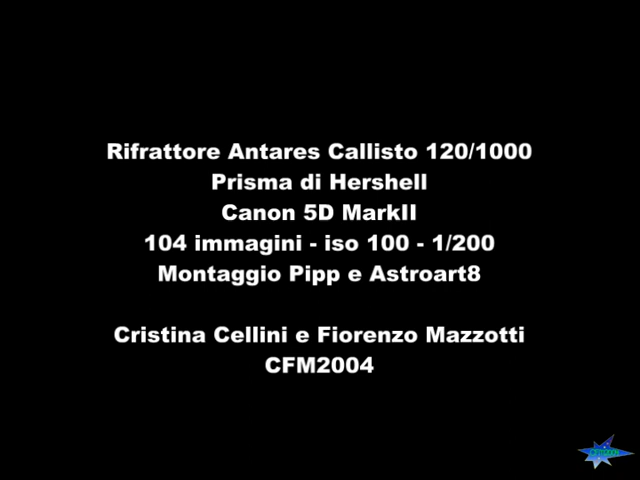 Rifrattore Antares Callisto 120/1000
Prisma di Hershell
Canon 5D MarkII
104 immagini - iso 100 - 1/200
Montaggio Pipp e Astroart8
Cristina Cellini e Fiorenzo Mazzotti
CFM2004